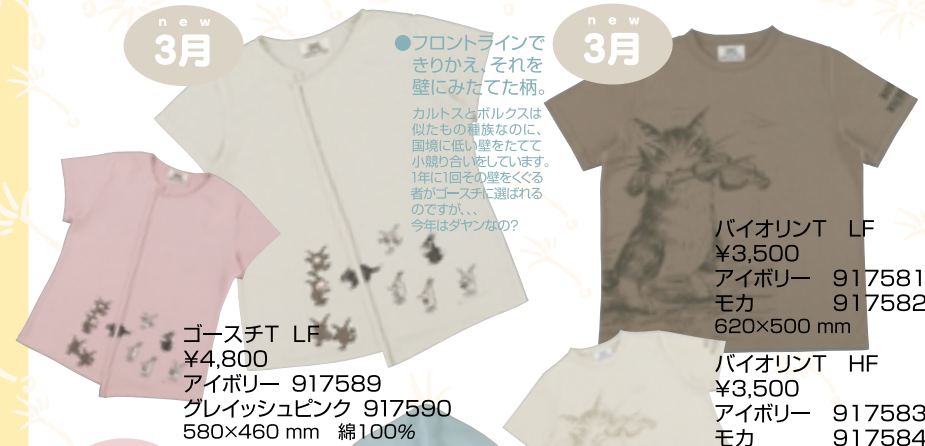 new
3月
●フロントラインで
きりかえ、それを
壁にみたてた柄。
カルトスとボルクスは
似たもの種族なのに、
国境に低い壁をたてて
小競り合いをしています。
1年に1回その壁をくぐる
者がゴースチに選ばれる
のですが、、、
今年はダヤンなの?
ゴースチT LF
¥4,800
アイボリー 917589
グレイッシュピンク 917590
580×460 mm 綿100%
new
3月
バイオリンT LF
¥3,500
アイボリー 917581
モカ 917582
620×500 mm
バイオリンT HF
¥3,500
アイボリー 917583
モカ 917584